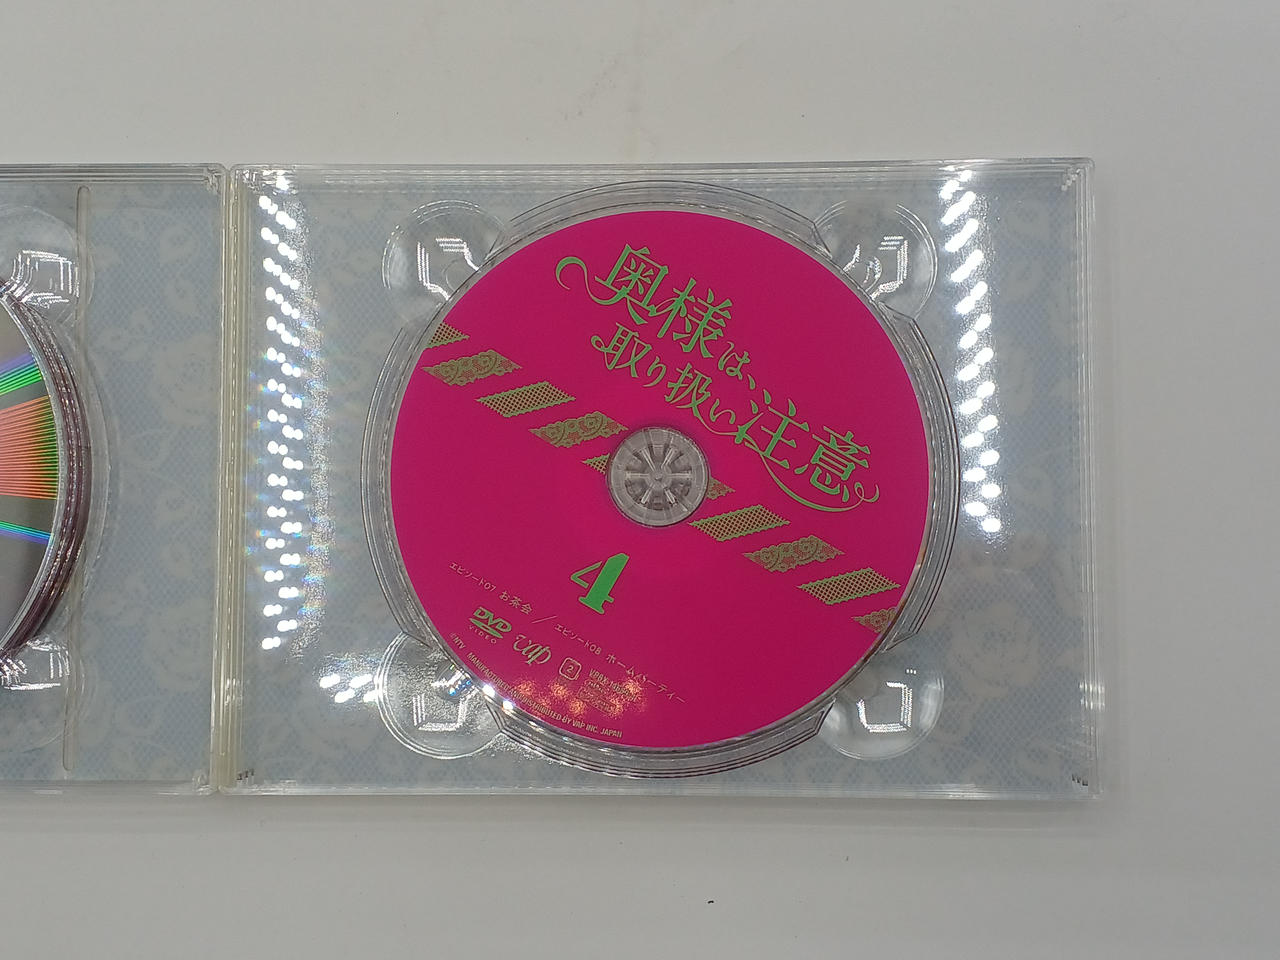 奥様は、
取り扱い注意
4
エピソード07 お茶会 / エピソード08 ホームパーティー
DVD
VIDEO
vap
2
©NTV MANUFACTURED AND DISTRIBUTED BY VAP INC. JAPAN